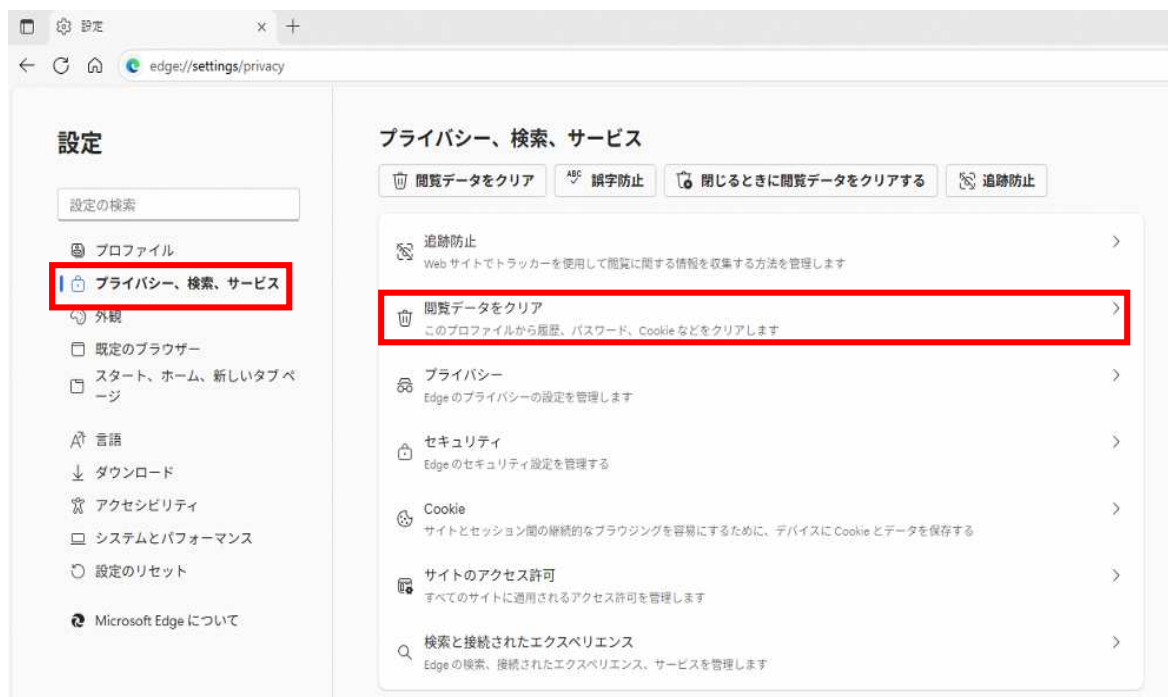 設定
edge://settings/privacy
設定
設定の検索
プロファイル
プライバシー、検索、サービス
外観
既定のブラウザー
スタート、ホーム、新しいタブ ペ
ージ
言語
ダウンロード
アクセシビリティ
システムとパフォーマンス
設定のリセット
Microsoft Edge について
プライバシー、検索、サービス
閲覧データをクリア
ABC 誤字防止
閉じるときに閲覧データをクリアする
追跡防止
追跡防止
Web サイトでトラッカーを使用して閲覧に関する情報を収集する方法を管理します
閲覧データをクリア
このプロファイルから履歴、パスワード、Cookie などをクリアします
プライバシー
Edge のプライバシーの設定を管理します
セキュリティ
Edge のセキュリティ設定を管理する
Cookie
サイトとセッション間の継続的なブラウジングを容易にするために、デバイスに Cookie とデータを保存する
サイトのアクセス許可
すべてのサイトに適用されるアクセス許可を管理します
検索と接続されたエクスペリエンス
Edge の検索、接続されたエクスペリエンス、サービスを管理します